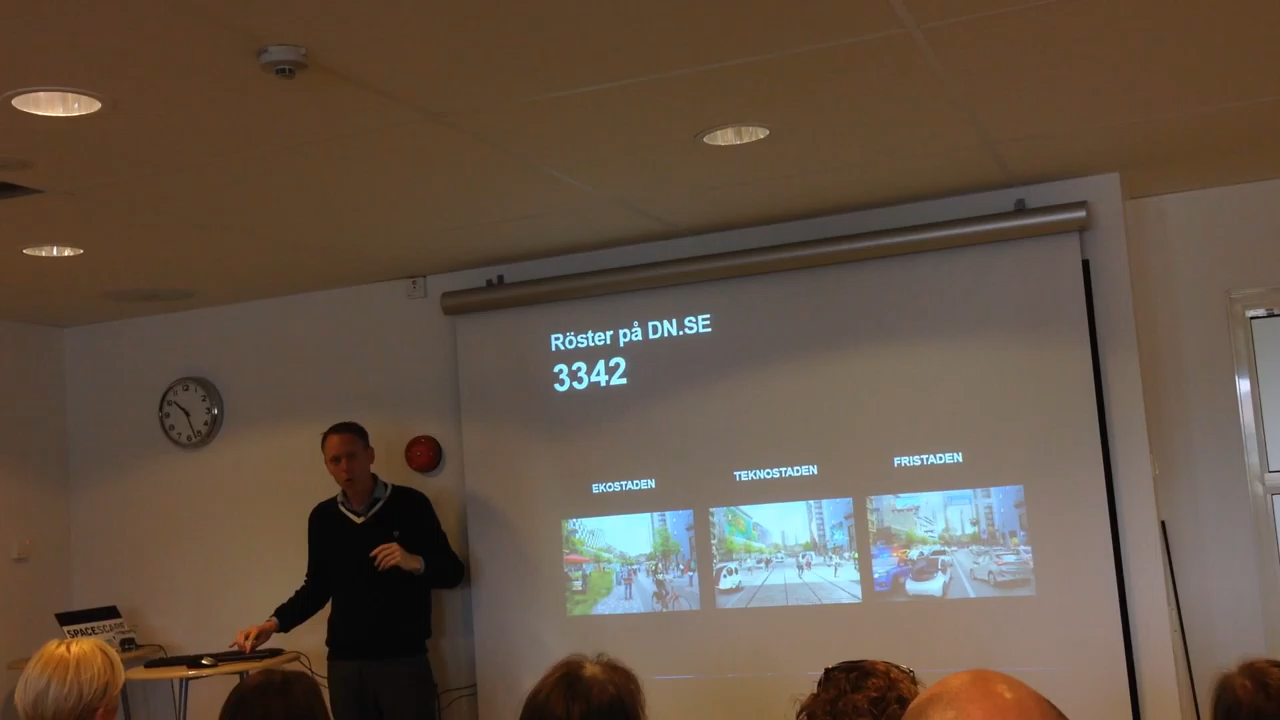 Röster på DN.SE
3342
EKOSTADEN
TEKNOSTADEN
FRISTADEN
SPACESCAPE